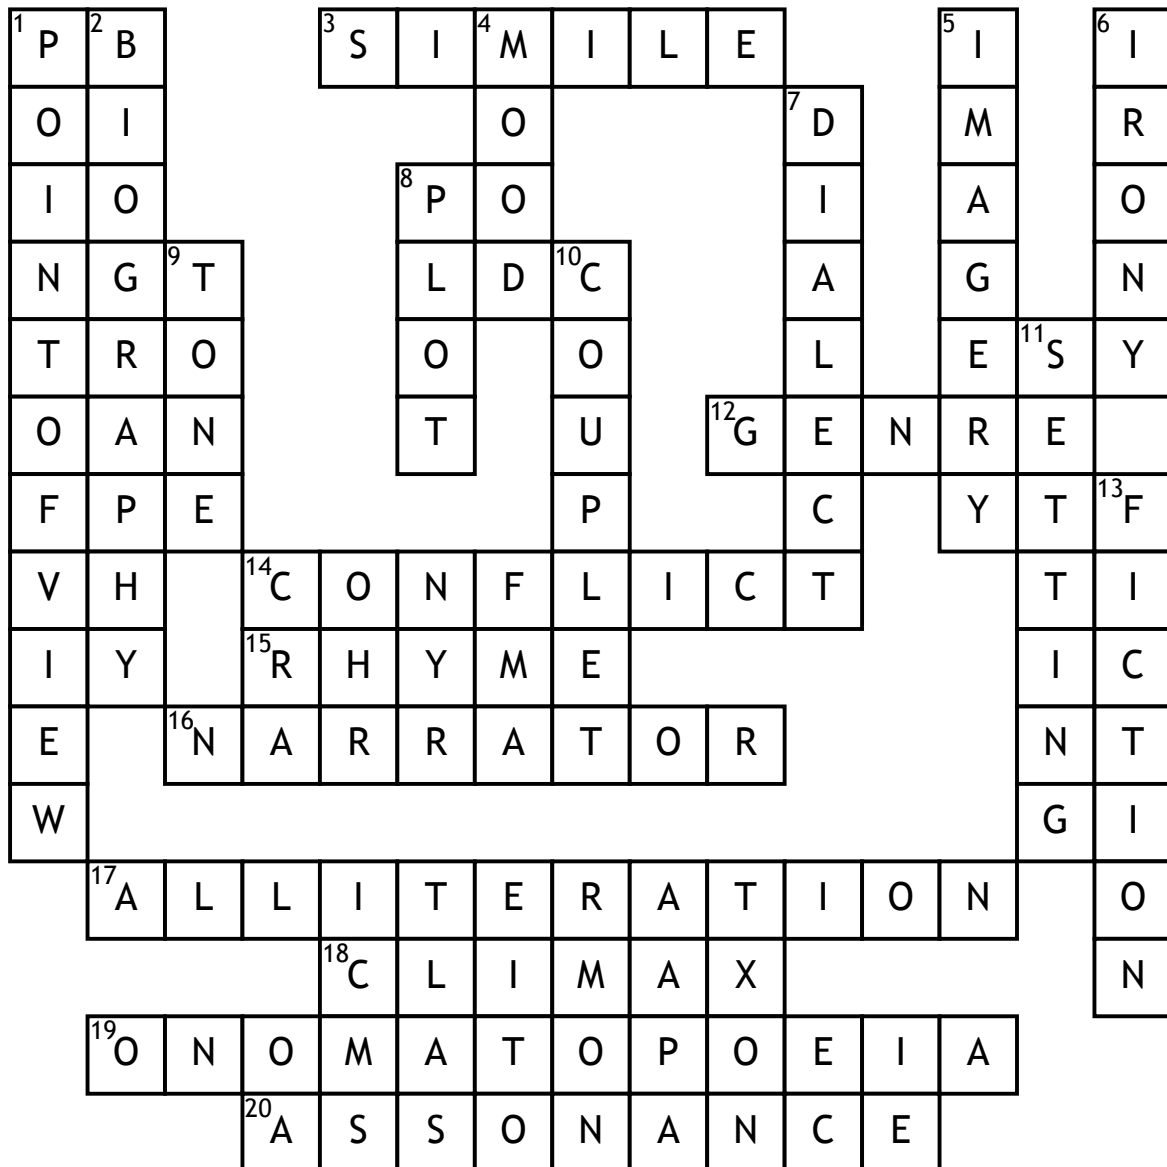 1 P 2 B 3 S I 4 M I L E 5 I 6 I
O I O 7 D M R
I O 8 P O I A O
N G 9 T L D 10 C A G N
T R O O O L E 11 S Y
O A N T U 12 G E N R E
F P E P C Y T 13 F
V H 14 C O N F L I C T T I
I Y 15 R H Y M E I C
E 16 N A R R A T O R N T
W G I
17 A L L I T E R A T I O N O
18 C L I M A X N
19 O N O M A T O P O E I A
20 A S S O N A N C E